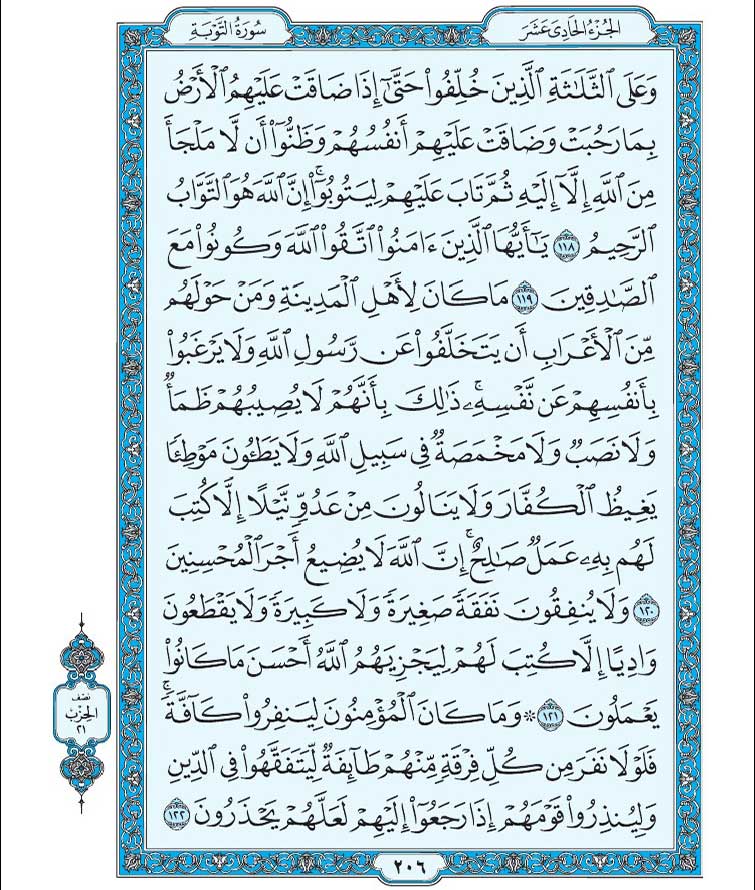 الجُزْءُ الحَادِىَ عَشَرَ
سُورَةُ التَّوْبَةِ
وَعَلَى ٱلثَّلَٰثَةِ ٱلَّذِينَ خُلِّفُوا۟ حَتَّىٰٓ إِذَا ضَاقَتْ عَلَيْهِمُ ٱلْأَرْضُ
بِمَا رَحُبَتْ وَضَاقَتْ عَلَيْهِمْ أَنفُسُهُمْ وَظَنُّوٓا۟ أَن لَّا مَلْجَأَ
مِنَ ٱللَّهِ إِلَّآ إِلَيْهِ ثُمَّ تَابَ عَلَيْهِمْ لِيَتُوبُوٓا۟ ۚ إِنَّ ٱللَّهَ هُوَ ٱلتَّوَّابُ
ٱلرَّحِيمُ ١١٨ يَٰٓأَيُّهَا ٱلَّذِينَ ءَامَنُوا۟ ٱتَّقُوا۟ ٱللَّهَ وَكُونُوا۟ مَعَ
ٱلصَّٰدِقِينَ ١١٩ مَا كَانَ لِأَهْلِ ٱلْمَدِينَةِ وَمَنْ حَوْلَهُم
مِّنَ ٱلْأَعْرَابِ أَن يَتَخَلَّفُوا۟ عَن رَّسُولِ ٱللَّهِ وَلَا يَرْغَبُوا۟
بِأَنفُسِهِمْ عَن نَّفْسِهِۦ ۚ ذَٰلِكَ بِأَنَّهُمْ لَا يُصِيبُهُمْ ظَمَأٌ
وَلَا نَصَبٌ وَلَا مَخْمَصَةٌ فِى سَبِيلِ ٱللَّهِ وَلَا يَطَـُٔونَ مَوْطِئًا
يَغِيظُ ٱلْكُفَّارَ وَلَا يَنَالُونَ مِنْ عَدُوٍّ نَّيْلًا إِلَّا كُتِبَ
لَهُم بِهِۦ عَمَلٌ صَٰلِحٌ ۚ إِنَّ ٱللَّهَ لَا يُضِيعُ أَجْرَ ٱلْمُحْسِنِينَ
١٢٠ وَلَا يُنفِقُونَ نَفَقَةً صَغِيرَةً وَلَا كَبِيرَةً وَلَا يَقْطَعُونَ
وَادِيًا إِلَّا كُتِبَ لَهُمْ لِيَجْزِيَهُمُ ٱللَّهُ أَحْسَنَ مَا كَانُوا۟
يَعْمَلُونَ ١٢١ ۞ وَمَا كَانَ ٱلْمُؤْمِنُونَ لِيَنفِرُوا۟ كَآفَّةً ۚ
فَلَوْلَا نَفَرَ مِن كُلِّ فِرْقَةٍ مِّنْهُمْ طَآئِفَةٌ لِّيَتَفَقَّهُوا۟ فِى ٱلدِّينِ
وَلِيُنذِرُوا۟ قَوْمَهُمْ إِذَا رَجَعُوٓا۟ إِلَيْهِمْ لَعَلَّهُمْ يَحْذَرُونَ ١٢٢
نصف
الحِزْب
٢١
٢٠٦